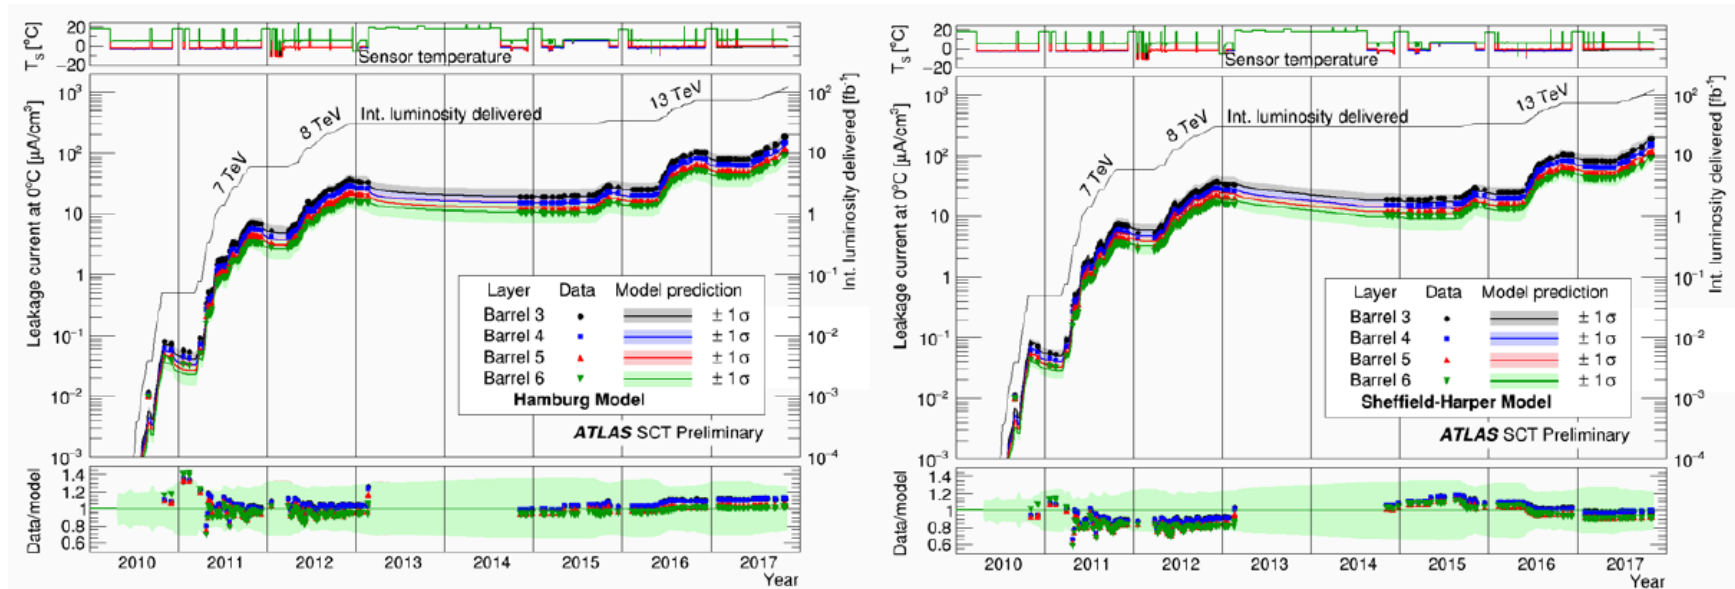 20
0
−20
Ts [°C]
Sensor temperature
10³
10²
10
1
10⁻¹
10⁻²
10⁻³
Leakage current at 0°C [µA/cm³]
7 TeV
8 TeV
Int. luminosity delivered
13 TeV
10²
10
1
10⁻¹
10⁻²
10⁻³
10⁻⁴
Int. luminosity delivered [fb⁻¹]
Layer Data Model prediction
Barrel 3 ± 1σ
Barrel 4 ± 1σ
Barrel 5 ± 1σ
Barrel 6 ± 1σ
Hamburg Model
ATLAS SCT Preliminary
1.4
1.2
1
0.8
0.6
Data/model
2010 2011 2012 2013 2014 2015 2016 2017
Year
20
0
−20
Ts [°C]
Sensor temperature
10³
10²
10
1
10⁻¹
10⁻²
10⁻³
Leakage current at 0°C [µA/cm³]
7 TeV
8 TeV
Int. luminosity delivered
13 TeV
10²
10
1
10⁻¹
10⁻²
10⁻³
10⁻⁴
Int. luminosity delivered [fb⁻¹]
Layer Data Model prediction
Barrel 3 ± 1σ
Barrel 4 ± 1σ
Barrel 5 ± 1σ
Barrel 6 ± 1σ
Sheffield-Harper Model
ATLAS SCT Preliminary
1.4
1.2
1
0.8
0.6
Data/model
2010 2011 2012 2013 2014 2015 2016 2017
Year